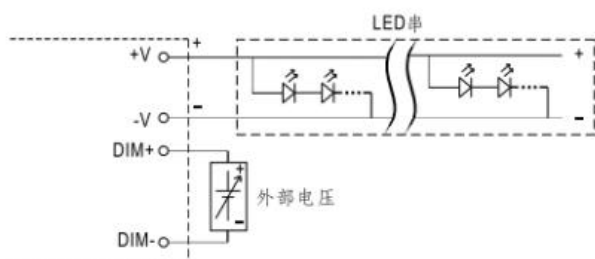 LED串
+V + +
-V - -
DIM+
+
外部电压
-
DIM-